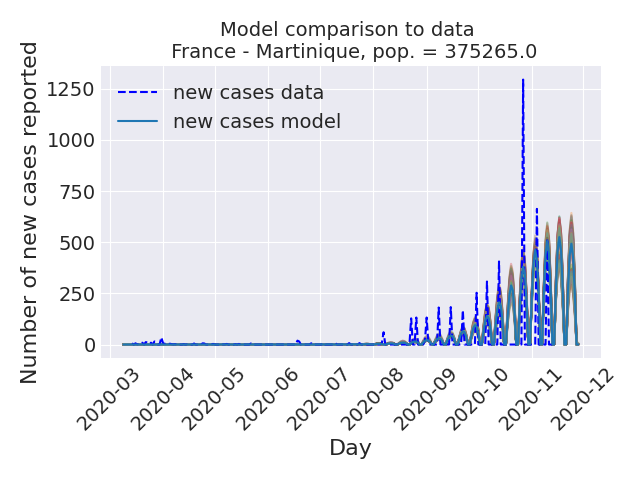 Model comparison to data
France - Martinique, pop. = 375265.0
Number of new cases reported
1250
1000
750
500
250
0
new cases data
new cases model
2020-03
2020-04
2020-05
2020-06
2020-07
2020-08
2020-09
2020-10
2020-11
2020-12
Day